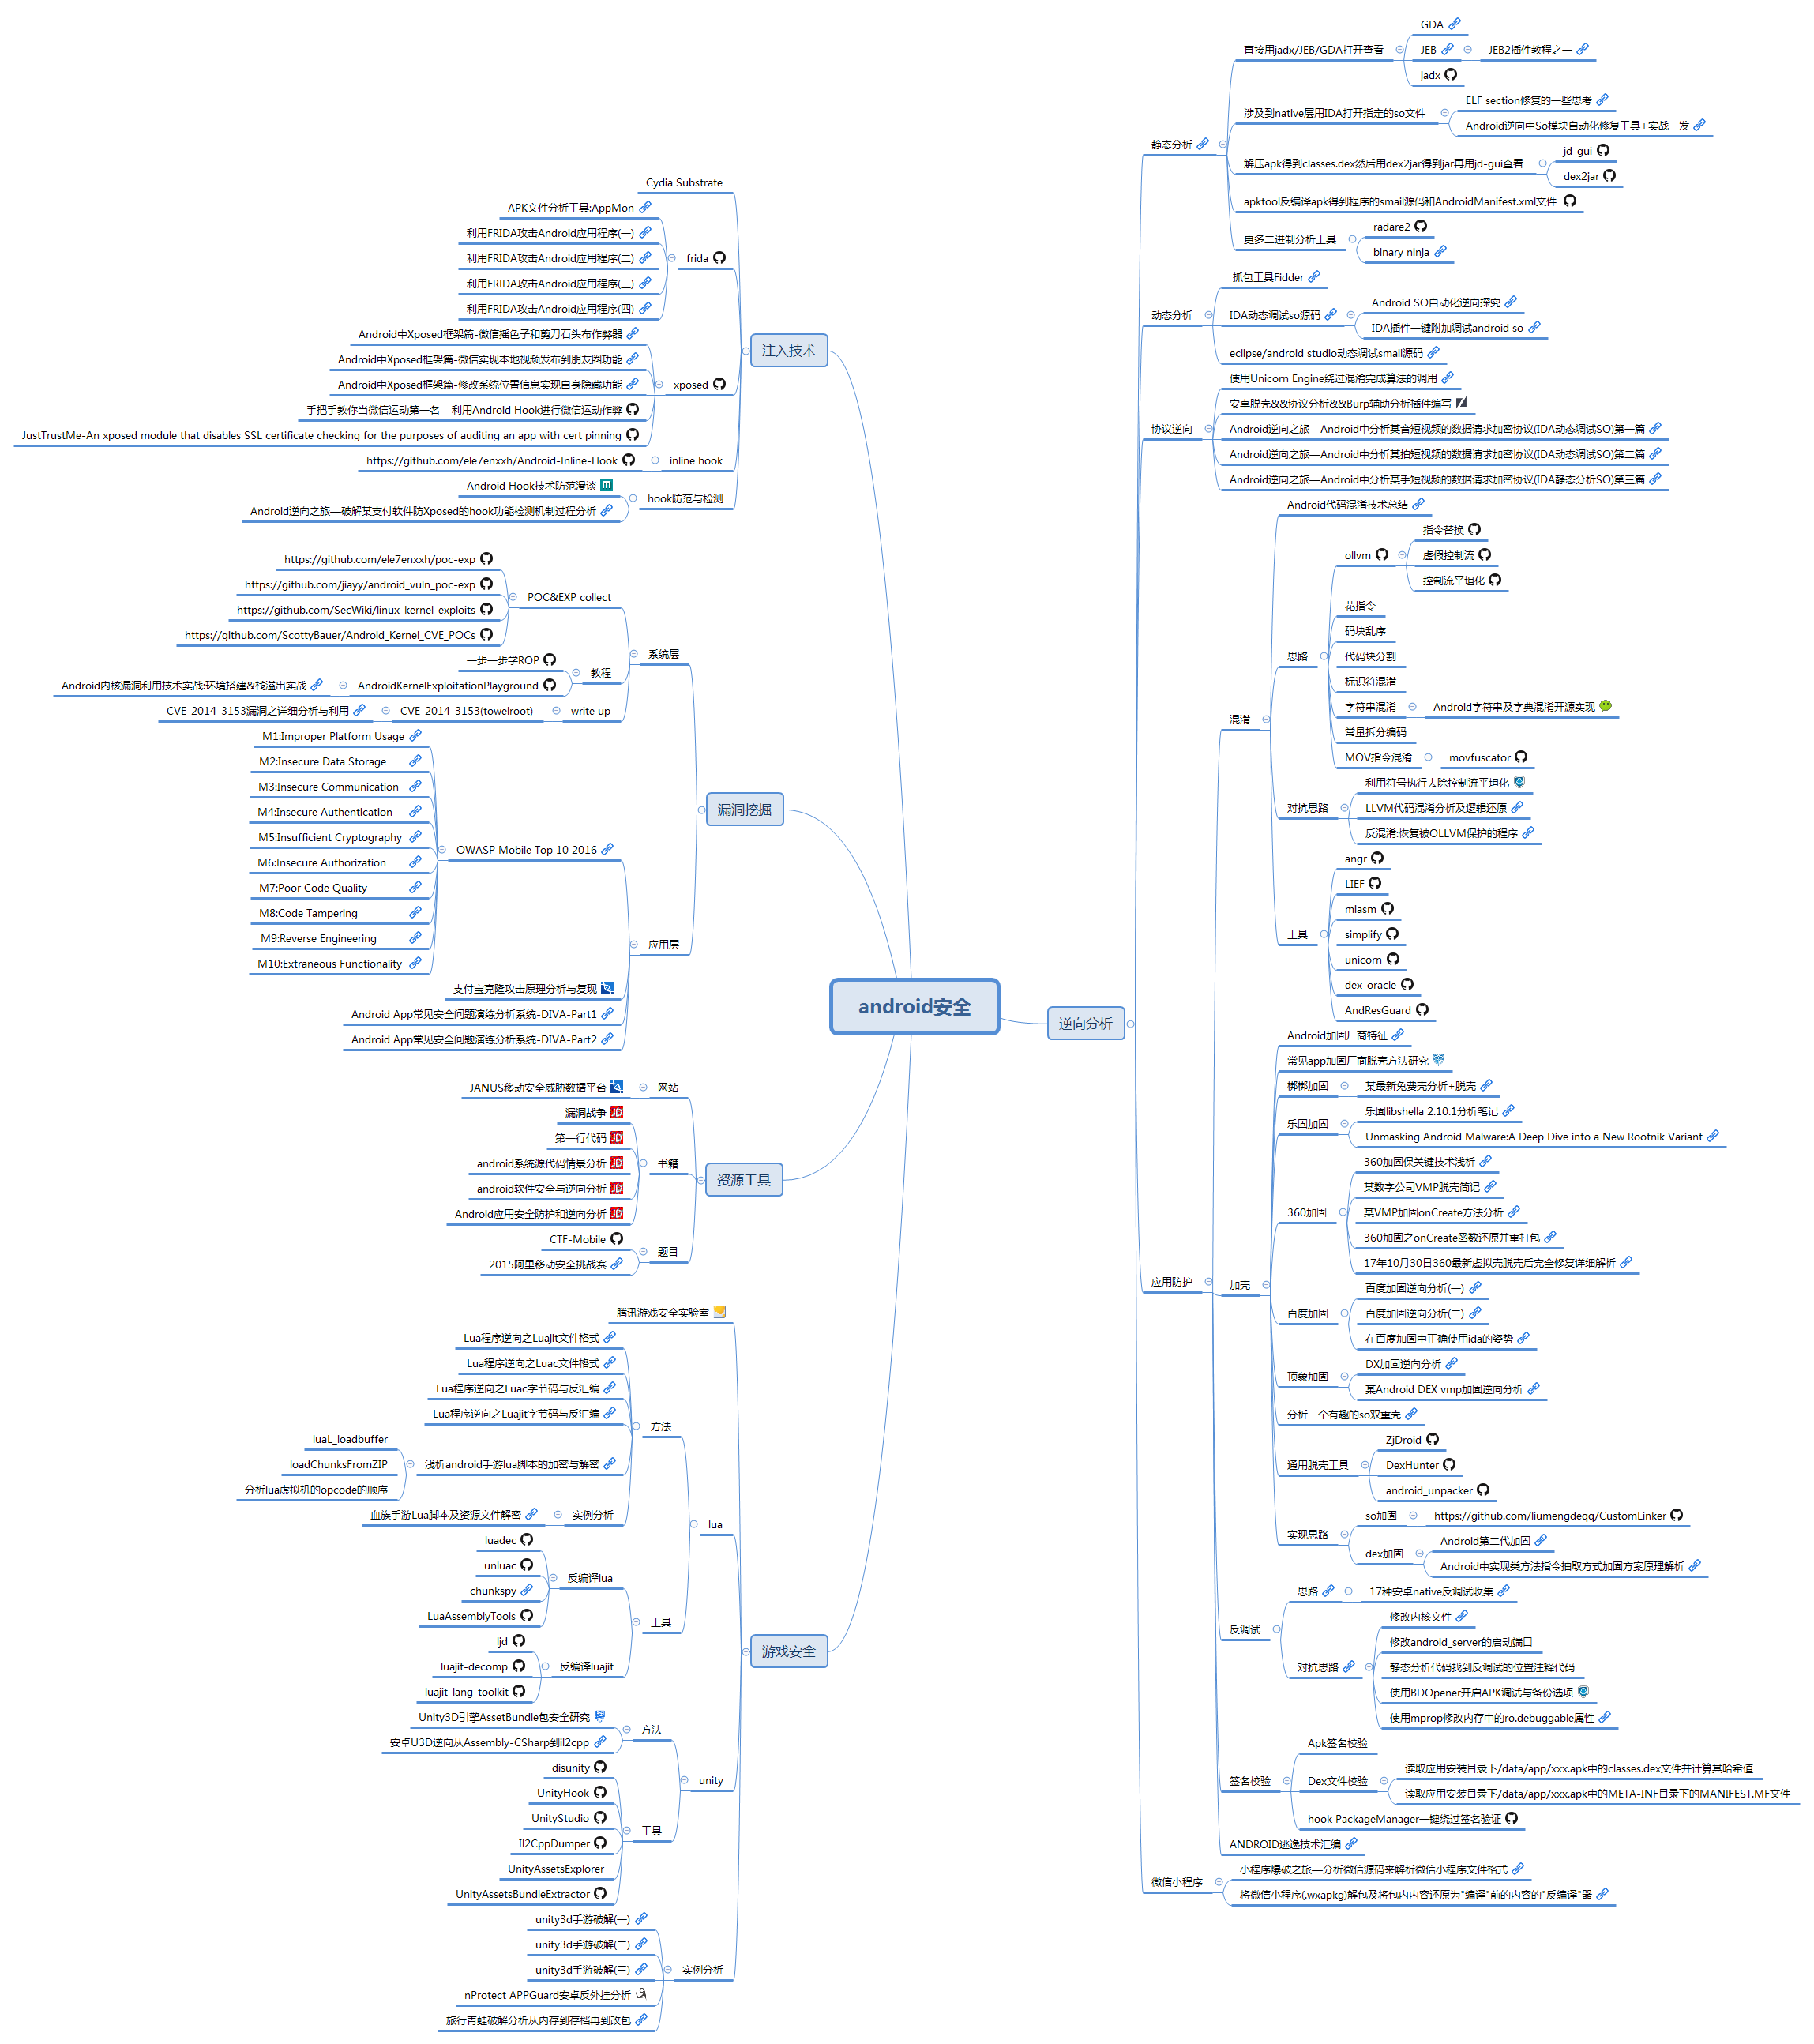 android安全
注入技术
Cydia Substrate
frida
APK文件分析工具:AppMon
利用FRIDA攻击Android应用程序(一)
利用FRIDA攻击Android应用程序(二)
利用FRIDA攻击Android应用程序(三)
利用FRIDA攻击Android应用程序(四)
xposed
Android中Xposed框架篇-微信摇色子和剪刀石头布作弊器
Android中Xposed框架篇-微信实现本地视频发布到朋友圈功能
Android中Xposed框架篇-修改系统位置信息实现自身隐藏功能
手把手教你当微信运动第一名 – 利用Android Hook进行微信运动作弊
JustTrustMe-An xposed module that disables SSL certificate checking for the purposes of auditing an app with cert pinning
inline hook
https://github.com/ele7enxxh/Android-Inline-Hook
hook防范与检测
Android Hook技术防范漫谈
Android逆向之旅—破解某支付软件防Xposed的hook功能检测机制过程分析
漏洞挖掘
系统层
POC&EXP collect
https://github.com/ele7enxxh/poc-exp
https://github.com/jiayy/android_vuln_poc-exp
https://github.com/SecWiki/linux-kernel-exploits
https://github.com/ScottyBauer/Android_Kernel_CVE_POCs
教程
一步一步学ROP
AndroidKernelExploitationPlayground
Android内核漏洞利用技术实战:环境搭建&栈溢出实战
write up
CVE-2014-3153(towelroot)
CVE-2014-3153漏洞之详细分析与利用
应用层
OWASP Mobile Top 10 2016
M1:Improper Platform Usage
M2:Insecure Data Storage
M3:Insecure Communication
M4:Insecure Authentication
M5:Insufficient Cryptography
M6:Insecure Authorization
M7:Poor Code Quality
M8:Code Tampering
M9:Reverse Engineering
M10:Extraneous Functionality
支付宝克隆攻击原理分析与复现
Android App常见安全问题演练分析系统-DIVA-Part1
Android App常见安全问题演练分析系统-DIVA-Part2
资源工具
网站
JANUS移动安全威胁数据平台
书籍
漏洞战争
第一行代码
android系统源代码情景分析
android软件安全与逆向分析
Android应用安全防护和逆向分析
题目
CTF-Mobile
2015阿里移动安全挑战赛
游戏安全
腾讯游戏安全实验室
lua
方法
Lua程序逆向之Luajit文件格式
Lua程序逆向之Luac文件格式
Lua程序逆向之Luac字节码与反汇编
Lua程序逆向之Luajit字节码与反汇编
浅析android手游lua脚本的加密与解密
luaL_loadbuffer
loadChunksFromZIP
分析lua虚拟机的opcode的顺序
实例分析
血族手游Lua脚本及资源文件解密
工具
反编译lua
luadec
unluac
chunkspy
LuaAssemblyTools
反编译luajit
ljd
luajit-decomp
luajit-lang-toolkit
unity
方法
Unity3D引擎AssetBundle包安全研究
安卓U3D逆向从Assembly-CSharp到il2cpp
工具
disunity
UnityHook
UnityStudio
Il2CppDumper
UnityAssetsExplorer
UnityAssetsBundleExtractor
实例分析
unity3d手游破解(一)
unity3d手游破解(二)
unity3d手游破解(三)
nProtect APPGuard安卓反外挂分析
旅行青蛙破解分析从内存到存档再到改包
逆向分析
静态分析
直接用jadx/JEB/GDA打开查看
GDA
JEB
JEB2插件教程之一
jadx
涉及到native层用IDA打开指定的so文件
ELF section修复的一些思考
Android逆向中So模块自动化修复工具+实战一发
解压apk得到classes.dex然后用dex2jar得到jar再用jd-gui查看
jd-gui
dex2jar
apktool反编译apk得到程序的smail源码和AndroidManifest.xml文件
更多二进制分析工具
radare2
binary ninja
动态分析
抓包工具Fidder
IDA动态调试so源码
Android SO自动化逆向探究
IDA插件一键附加调试android so
eclipse/android studio动态调试smail源码
协议逆向
使用Unicorn Engine绕过混淆完成算法的调用
安卓脱壳&&协议分析&&Burp辅助分析插件编写
Android逆向之旅—Android中分析某音短视频的数据请求加密协议(IDA动态调试SO)第一篇
Android逆向之旅—Android中分析某拍短视频的数据请求加密协议(IDA动态调试SO)第二篇
Android逆向之旅—Android中分析某手短视频的数据请求加密协议(IDA静态分析SO)第三篇
应用防护
混淆
Android代码混淆技术总结
思路
ollvm
指令替换
虚假控制流
控制流平坦化
花指令
码块乱序
代码块分割
标识符混淆
字符串混淆
Android字符串及字典混淆开源实现
常量拆分编码
MOV指令混淆
movfuscator
对抗思路
利用符号执行去除控制流平坦化
LLVM代码混淆分析及逻辑还原
反混淆:恢复被OLLVM保护的程序
工具
angr
LIEF
miasm
simplify
unicorn
dex-oracle
AndResGuard
加壳
Android加固厂商特征
常见app加固厂商脱壳方法研究
梆梆加固
某最新免费壳分析+脱壳
乐固加固
乐固libshella 2.10.1分析笔记
Unmasking Android Malware:A Deep Dive into a New Rootnik Variant
360加固
360加固保关键技术浅析
某数字公司VMP脱壳简记
某VMP加固onCreate方法分析
360加固之onCreate函数还原并重打包
17年10月30日360最新虚拟壳脱壳后完全修复详细解析
百度加固
百度加固逆向分析(一)
百度加固逆向分析(二)
在百度加固中正确使用ida的姿势
顶象加固
DX加固逆向分析
某Android DEX vmp加固逆向分析
分析一个有趣的so双重壳
通用脱壳工具
ZjDroid
DexHunter
android_unpacker
实现思路
so加固
https://github.com/liumengdeqq/CustomLinker
dex加固
Android第二代加固
Android中实现类方法指令抽取方式加固方案原理解析
反调试
思路
17种安卓native反调试收集
对抗思路
修改内核文件
修改android_server的启动端口
静态分析代码找到反调试的位置注释代码
使用BDOpener开启APK调试与备份选项
使用mprop修改内存中的ro.debuggable属性
签名校验
Apk签名校验
Dex文件校验
读取应用安装目录下/data/app/xxx.apk中的classes.dex文件并计算其哈希值
读取应用安装目录下/data/app/xxx.apk中的META-INF目录下的MANIFEST.MF文件
hook PackageManager一键绕过签名验证
ANDROID逃逸技术汇编
微信小程序
小程序爆破之旅—分析微信源码来解析微信小程序文件格式
将微信小程序(.wxapkg)解包及将包内内容还原为"编译"前的内容的"反编译"器